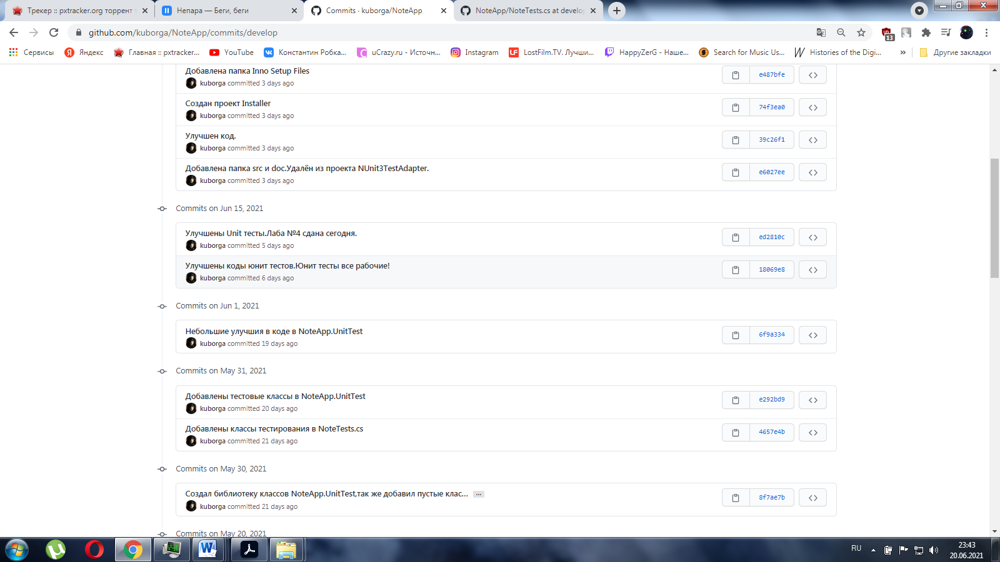 Трекер :: pxtracker.org торрент т
Непара — Беги, беги
Commits · kuborga/NoteApp
NoteApp/NoteTests.cs at develo
github.com/kuborga/NoteApp/commits/develop
13
Сервисы
Яндекс
Главная :: pxtracker...
YouTube
Константин Робка...
uCrazy.ru - Источн...
Instagram
LostFilm.TV. Лучши...
HappyZerG - Наше...
Search for Music Us...
Histories of the Digi...
»
Другие закладки
Добавлена папка Inno Setup Files
kuborga committed 3 days ago
e487bfe
Создан проект Installer
kuborga committed 3 days ago
74f3ea0
Улучшен код.
kuborga committed 3 days ago
39c26f1
Добавлена папка src и doc.Удалён из проекта NUnit3TestAdapter.
kuborga committed 3 days ago
e6027ee
Commits on Jun 15, 2021
Улучшены Unit тесты.Лаба №4 сдана сегодня.
kuborga committed 5 days ago
ed2810c
Улучшены коды юнит тестов.Юнит тесты все рабочие!
kuborga committed 6 days ago
18069e8
Commits on Jun 1, 2021
Небольшие улучшия в коде в NoteApp.UnitTest
kuborga committed 19 days ago
6f9a334
Commits on May 31, 2021
Добавлены тестовые классы в NoteApp.UnitTest
kuborga committed 20 days ago
e292bd9
Добавлены классы тестирования в NoteTests.cs
kuborga committed 21 days ago
4657e4b
Commits on May 30, 2021
Создал библиотеку классов NoteApp.UnitTest,так же добавил пустые клас... ...
kuborga committed 21 days ago
8f7ae7b
Commits on May 20, 2021
RU
23:43
20.06.2021